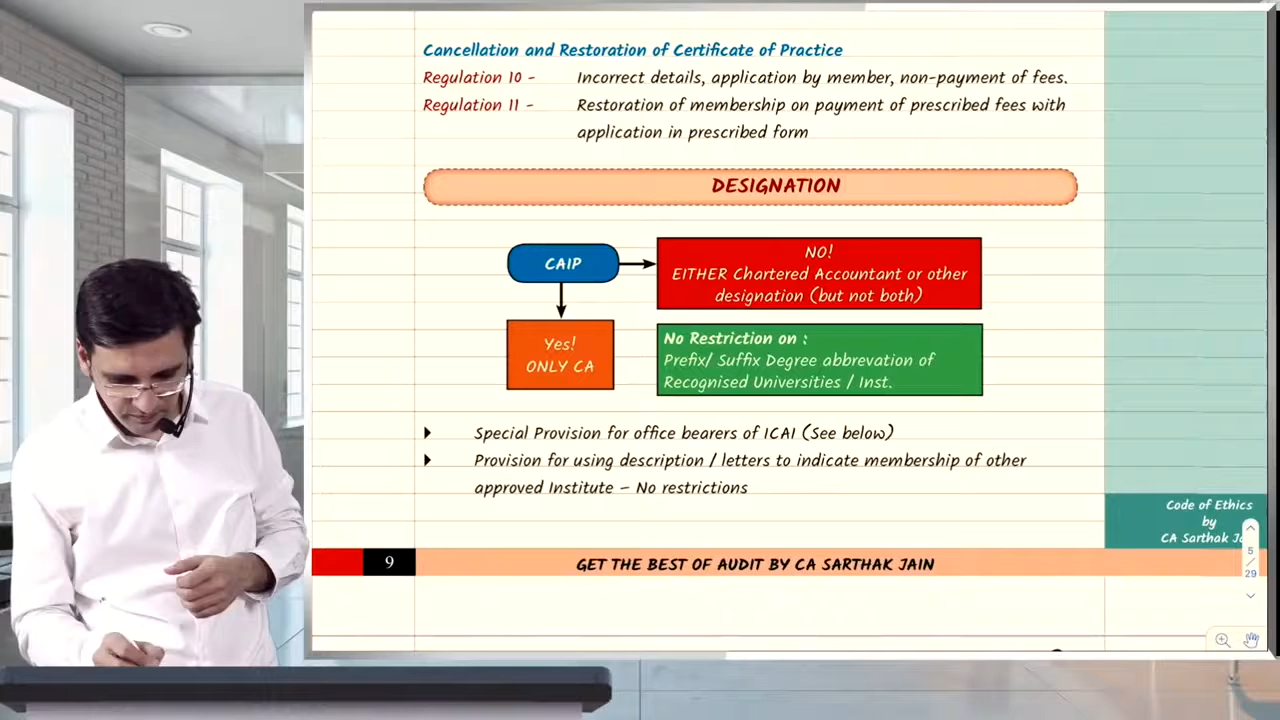 Cancellation and Restoration of Certificate of Practice
Regulation 10 - Incorrect details, application by member, non-payment of fees.
Regulation 11 - Restoration of membership on payment of prescribed fees with
application in prescribed form
DESIGNATION
CAIP
NO!
EITHER Chartered Accountant or other
designation (but not both)
Yes!
ONLY CA
No Restriction on :
Prefix/ Suffix Degree abbrevation of
Recognised Universities / Inst.
Special Provision for office bearers of ICAI (See below)
Provision for using description / letters to indicate membership of other
approved Institute – No restrictions
Code of Ethics
by
CA Sarthak
9
GET THE BEST OF AUDIT BY CA SARTHAK JAIN
5
/
29